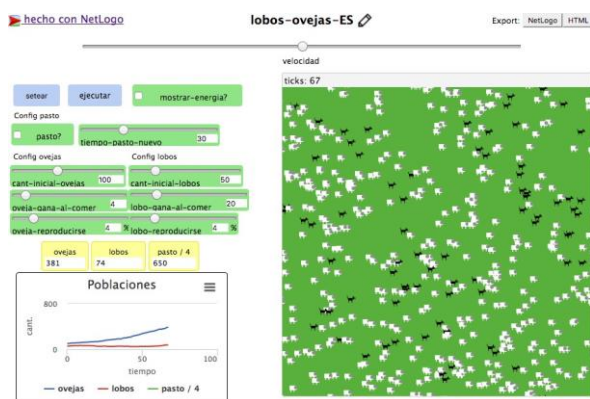 hecho con NetLogo
lobos-ovejas-ES
Export: NetLogo HTML
velocidad
ticks: 67
setear
ejecutar
mostrar-energia?
Config pasto
pasto?
tiempo-pasto-nuevo 30
Config ovejas
Config lobos
cant-inicial-ovejas 100
cant-inicial-lobos 50
oveja-gana-al-comer 4
lobo-gana-al-comer 20
oveja-reproducirse 4 %
lobo-reproducirse 4 %
ovejas
381
lobos
74
pasto / 4
650
Poblaciones
cant.
800
0
0 50 100
tiempo
ovejas lobos pasto / 4